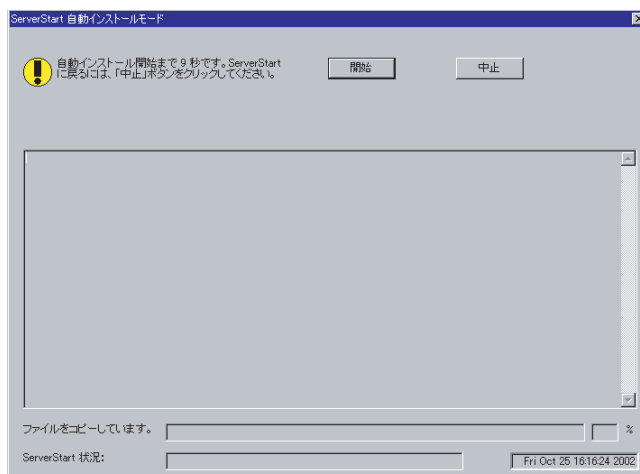 ServerStart 自動インストールモード
自動インストール開始まで 9 秒です。ServerStart
に戻るには、「中止」ボタンをクリックしてください。
開始
中止
ファイルをコピーしています。
%
ServerStart 状況:
Fri Oct 25 16:16:24 2002